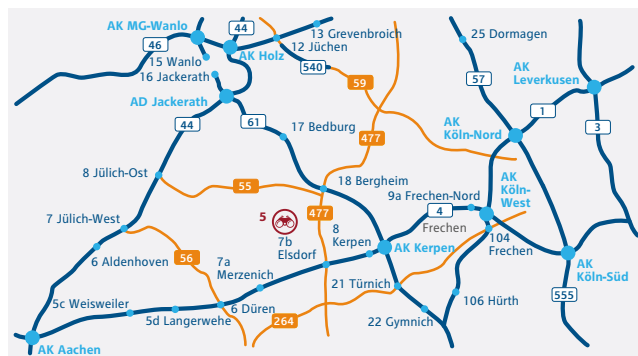 AK MG-Wanlo
44
13 Grevenbroich
25 Dormagen
46
12 Jüchen
AK Holz
15 Wanlo
16 Jackerath
540
59
57
AK
Leverkusen
AD Jackerath
1
44
61
AK
Köln-Nord
3
17 Bedburg
477
8 Jülich-Ost
55
18 Bergheim
9a Frechen-Nord
AK
Köln-
West
477
4
5
7 Jülich-West
7b
Elsdorf
8
Kerpen
AK Kerpen
Frechen
104
Frechen
6 Aldenhoven
56
7a
Merzenich
AK
Köln-Süd
21 Türnich
5c Weisweiler
6 Düren
106 Hürth
555
5d Langerwehe
264
22 Gymnich
AK Aachen